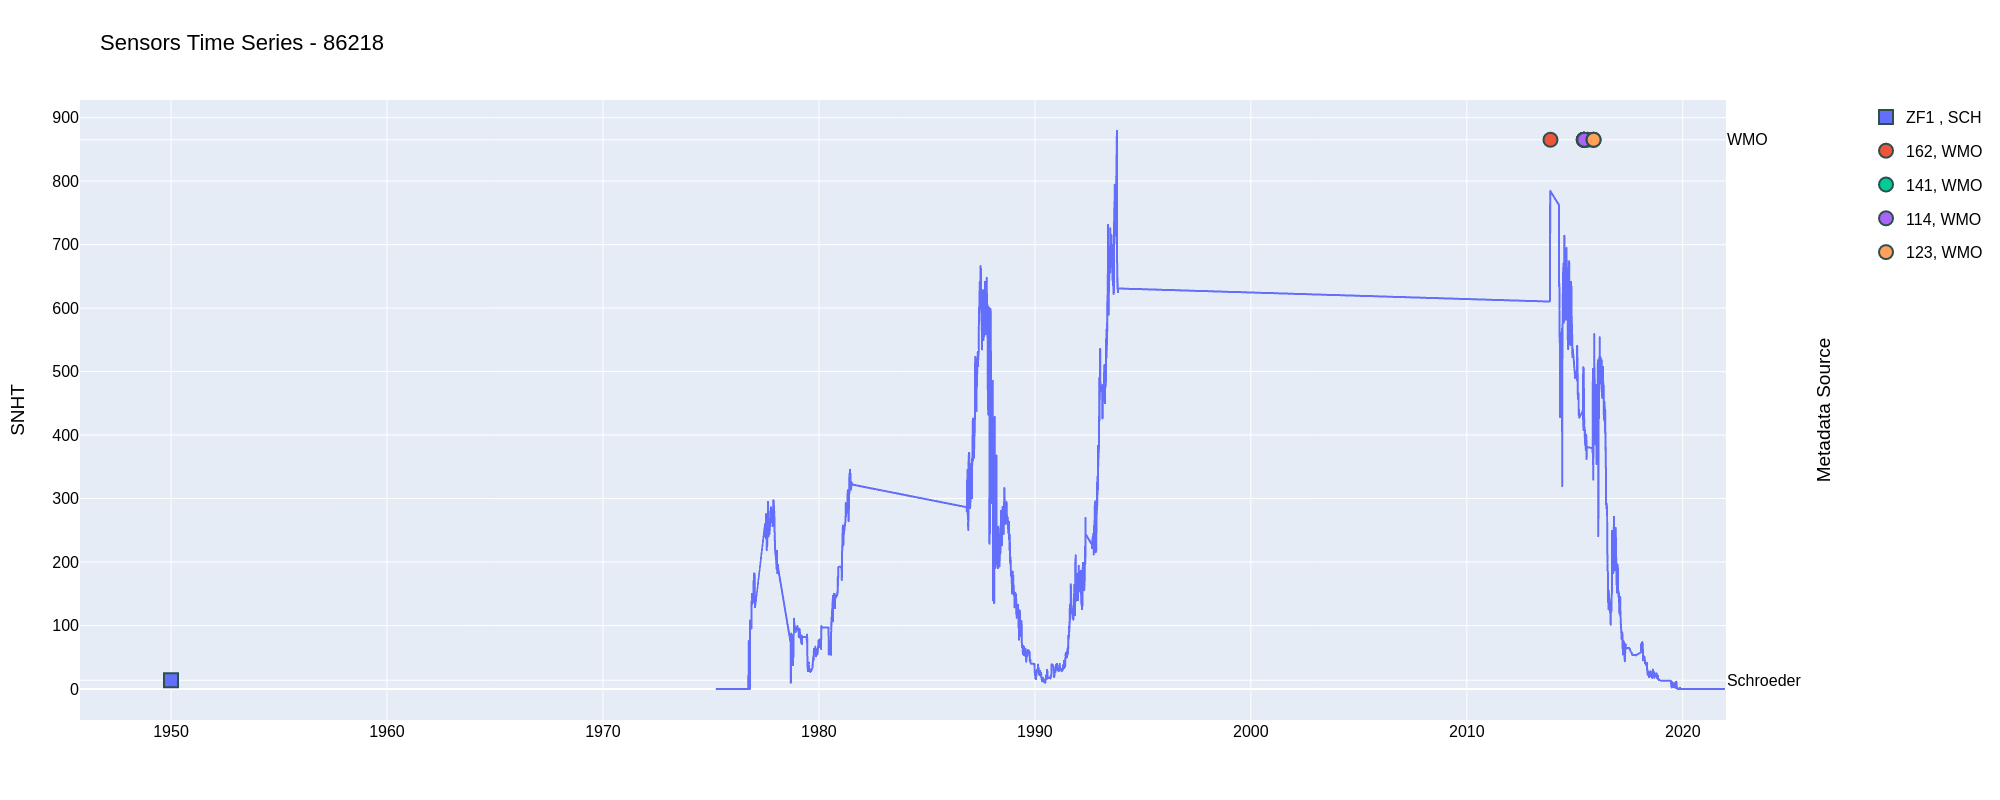 Sensors Time Series - 86218
900
800
700
600
500
400
300
200
100
0
SNHT
1950
1960
1970
1980
1990
2000
2010
2020
WMO
Schroeder
Metadata Source
ZF1 , SCH
162, WMO
141, WMO
114, WMO
123, WMO